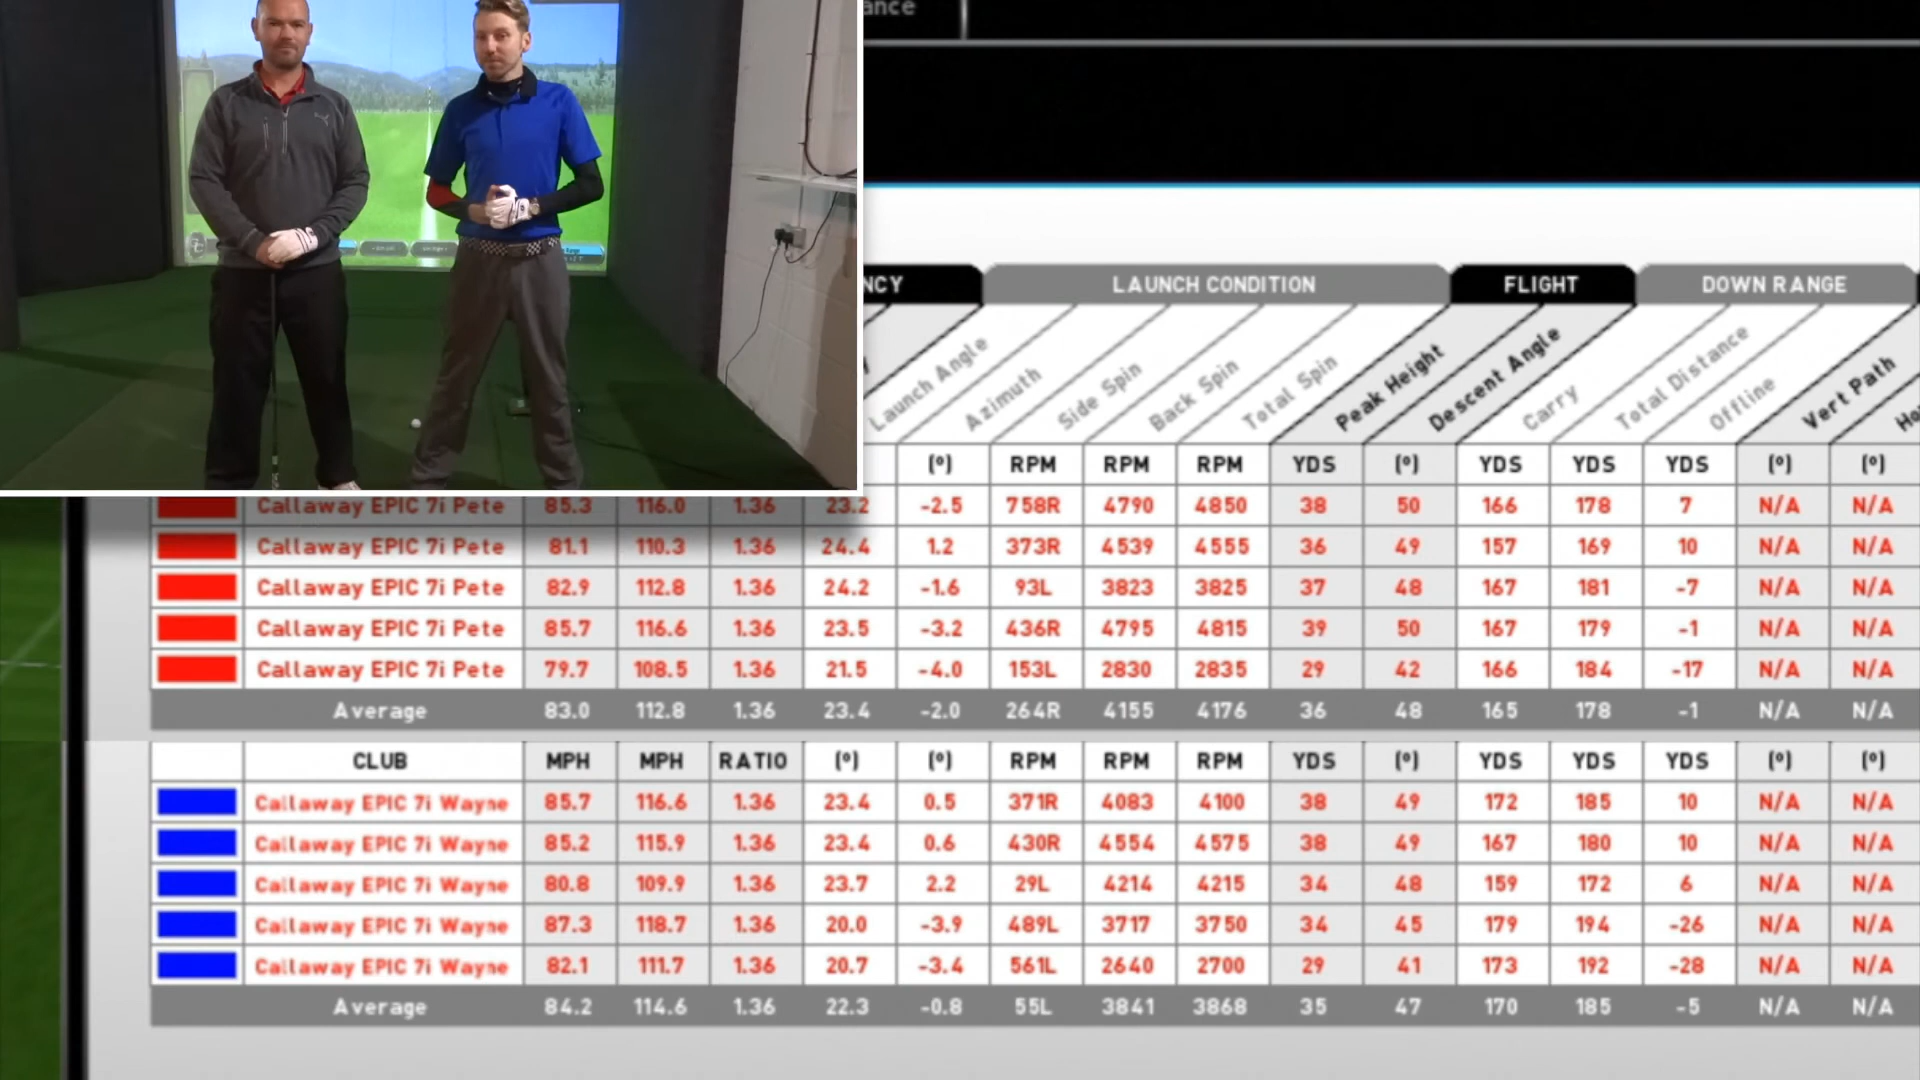 ance
NCY LAUNCH CONDITION FLIGHT DOWN RANGE
Launch Angle Azimuth Side Spin Back Spin Total Spin Peak Height Descent Angle Carry Total Distance Offline Vert Path Ho
(º) RPM RPM RPM YDS (º) YDS YDS YDS (º) (º)
Callaway EPIC 7i Pete 85.3 116.0 1.36 23.2 -2.5 758R 4790 4850 38 50 166 178 7 N/A N/A
Callaway EPIC 7i Pete 81.1 110.3 1.36 24.4 1.2 373R 4539 4555 36 49 157 169 10 N/A N/A
Callaway EPIC 7i Pete 82.9 112.8 1.36 24.2 -1.6 93L 3823 3825 37 48 167 181 -7 N/A N/A
Callaway EPIC 7i Pete 85.7 116.6 1.36 23.5 -3.2 436R 4795 4815 39 50 167 179 -1 N/A N/A
Callaway EPIC 7i Pete 79.7 108.5 1.36 21.5 -4.0 153L 2830 2835 29 42 166 184 -17 N/A N/A
Average 83.0 112.8 1.36 23.4 -2.0 264R 4155 4176 36 48 165 178 -1 N/A N/A
CLUB MPH MPH RATIO (º) (º) RPM RPM RPM YDS (º) YDS YDS YDS (º) (º)
Callaway EPIC 7i Wayne 85.7 116.6 1.36 23.4 0.5 371R 4083 4100 38 49 172 185 10 N/A N/A
Callaway EPIC 7i Wayne 85.2 115.9 1.36 23.4 0.6 430R 4554 4575 38 49 167 180 10 N/A N/A
Callaway EPIC 7i Wayne 80.8 109.9 1.36 23.7 2.2 29L 4214 4215 34 48 159 172 6 N/A N/A
Callaway EPIC 7i Wayne 87.3 118.7 1.36 20.0 -3.9 489L 3717 3750 34 45 179 194 -26 N/A N/A
Callaway EPIC 7i Wayne 82.1 111.7 1.36 20.7 -3.4 561L 2640 2700 29 41 173 192 -28 N/A N/A
Average 84.2 114.6 1.36 22.3 -0.8 55L 3841 3868 35 47 170 185 -5 N/A N/A